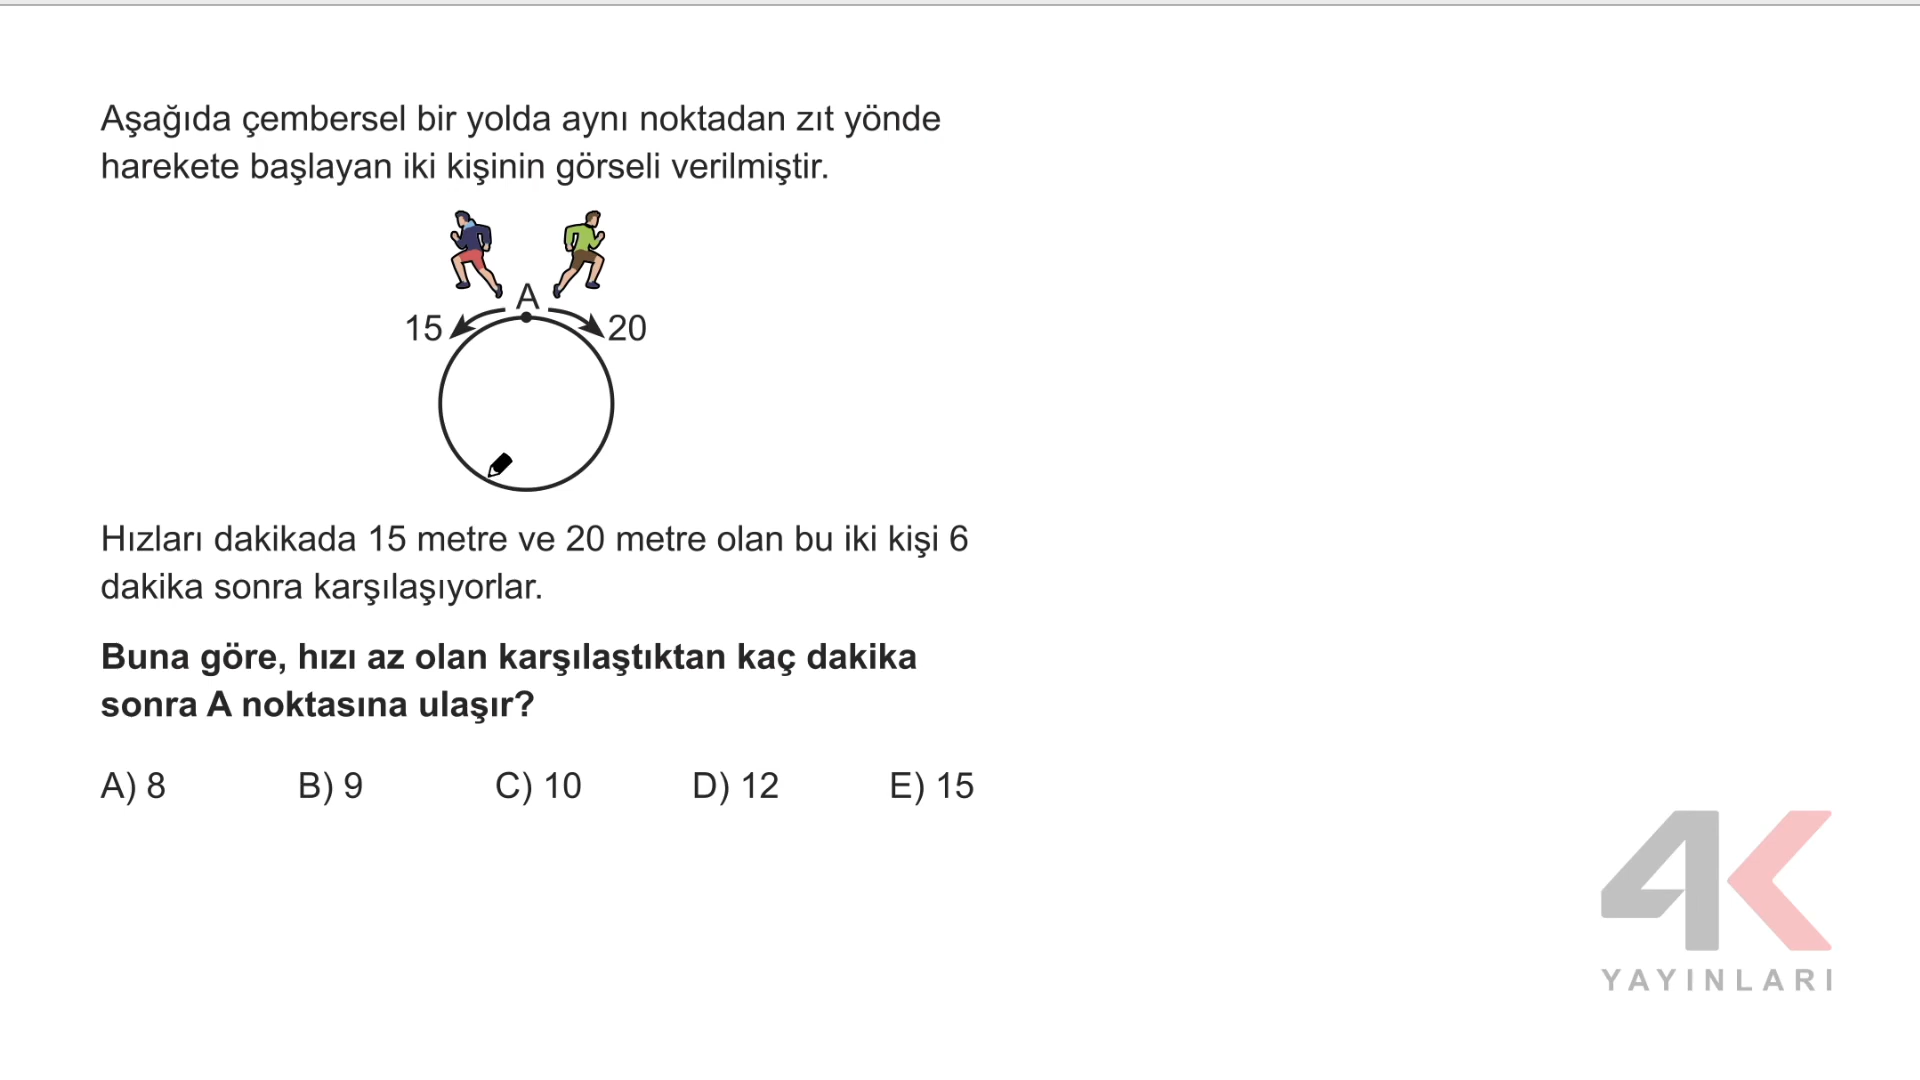 Aşağıda çembersel bir yolda aynı noktadan zıt yönde
harekete başlayan iki kişinin görseli verilmiştir.
A
15
20
Hızları dakikada 15 metre ve 20 metre olan bu iki kişi 6
dakika sonra karşılaşıyorlar.
Buna göre, hızı az olan karşılaştıktan kaç dakika
sonra A noktasına ulaşır?
A) 8 B) 9 C) 10 D) 12 E) 15
4K
YAYINLARI